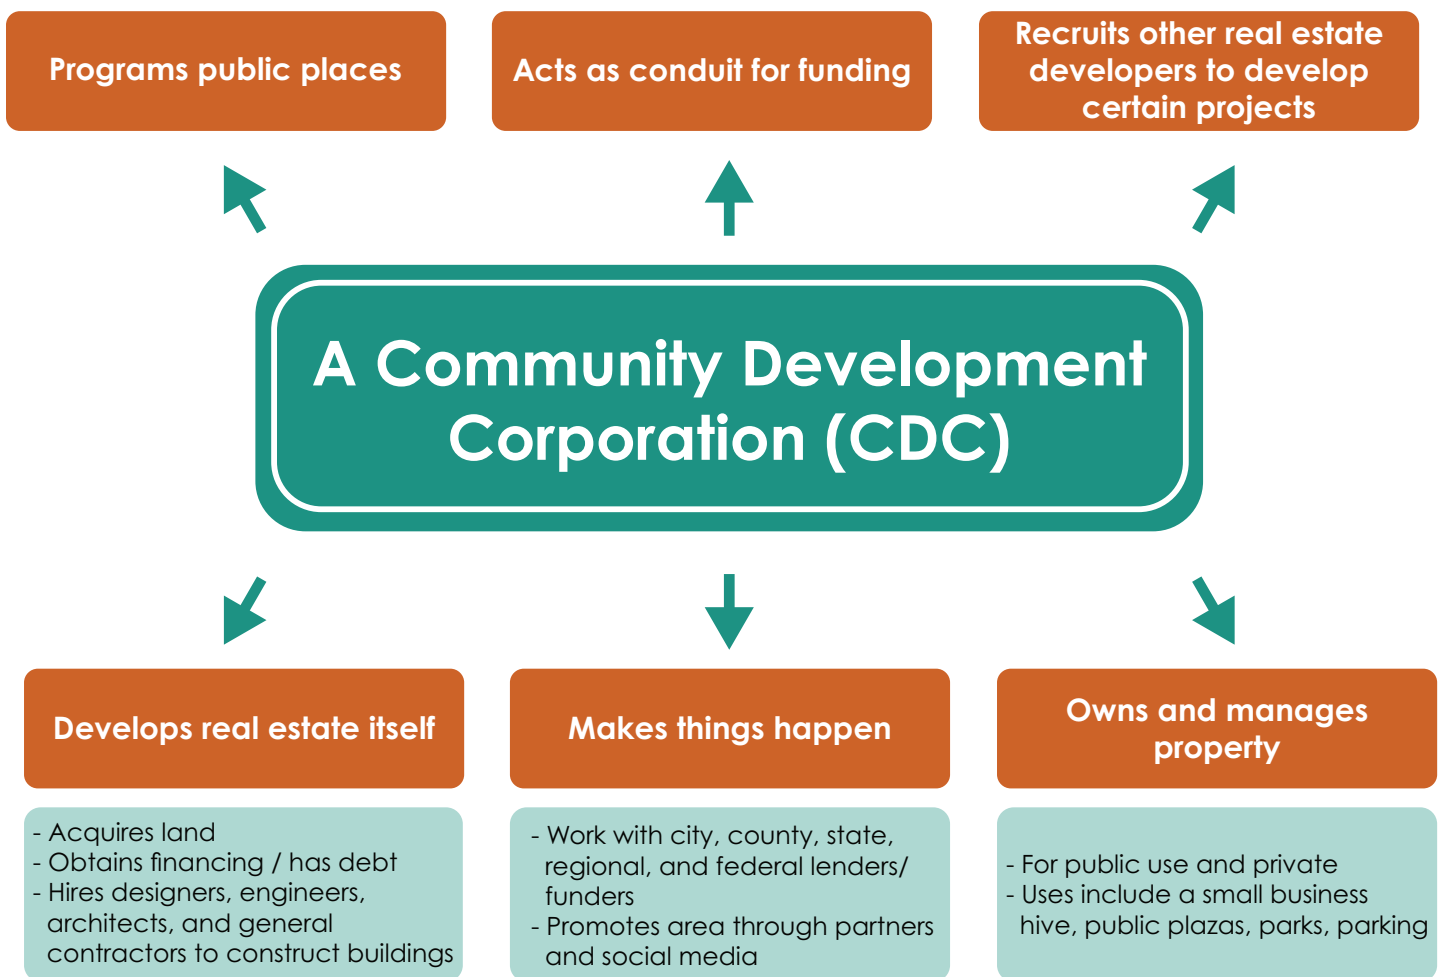 Programs public places
Acts as conduit for funding
Recruits other real estate
developers to develop
certain projects
A Community Development
Corporation (CDC)
Develops real estate itself
- Acquires land
- Obtains financing / has debt
- Hires designers, engineers,
architects, and general
contractors to construct buildings
Makes things happen
- Work with city, county, state,
regional, and federal lenders/
funders
- Promotes area through partners
and social media
Owns and manages
property
- For public use and private
- Uses include a small business
hive, public plazas, parks, parking